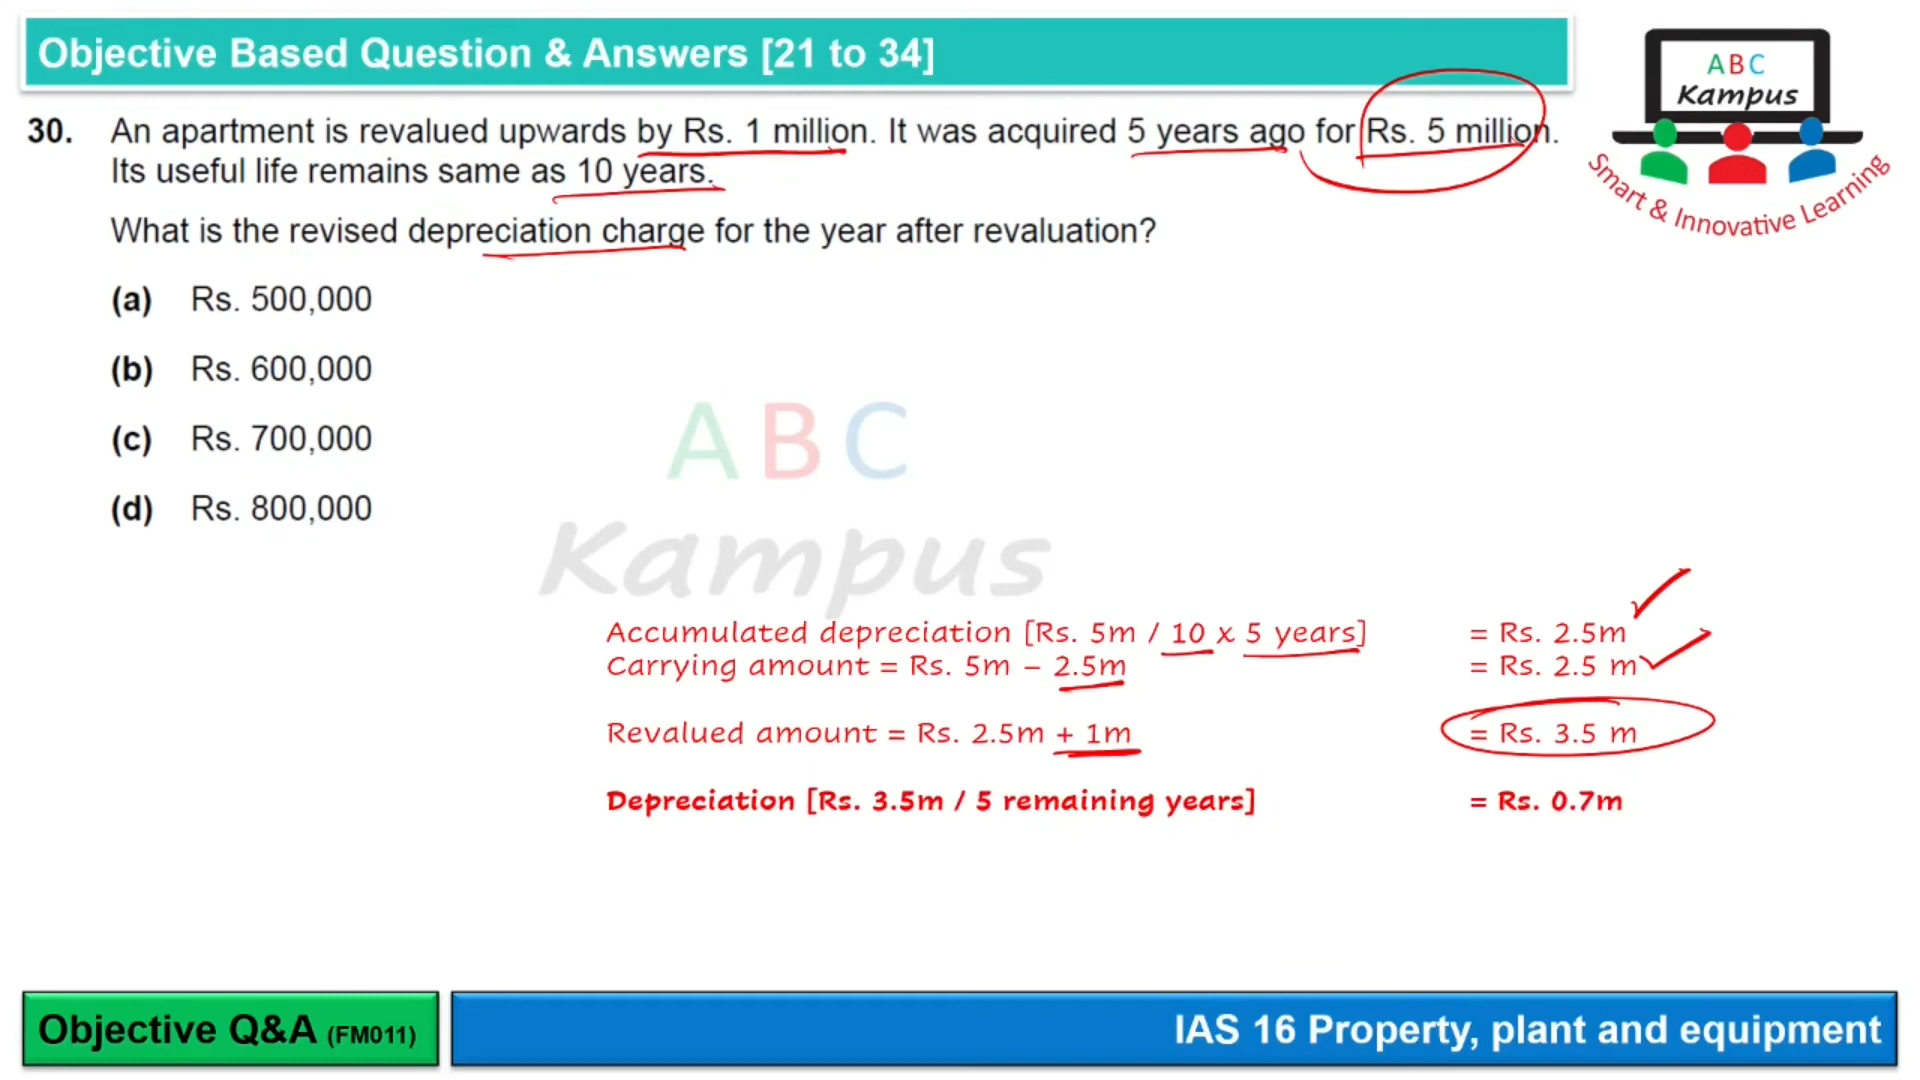 Objective Based Question & Answers [21 to 34]
ABC
Kampus
Smart & Innovative Learning
30. An apartment is revalued upwards by Rs. 1 million. It was acquired 5 years ago for Rs. 5 million.
Its useful life remains same as 10 years.
What is the revised depreciation charge for the year after revaluation?
(a) Rs. 500,000
(b) Rs. 600,000
(c) Rs. 700,000
(d) Rs. 800,000
ABC
Kampus
Accumulated depreciation [Rs. 5m / 10 x 5 years] = Rs. 2.5m
Carrying amount = Rs. 5m – 2.5m = Rs. 2.5 m
Revalued amount = Rs. 2.5m + 1m = Rs. 3.5 m
Depreciation [Rs. 3.5m / 5 remaining years] = Rs. 0.7m
Objective Q&A (FM011)
IAS 16 Property, plant and equipment